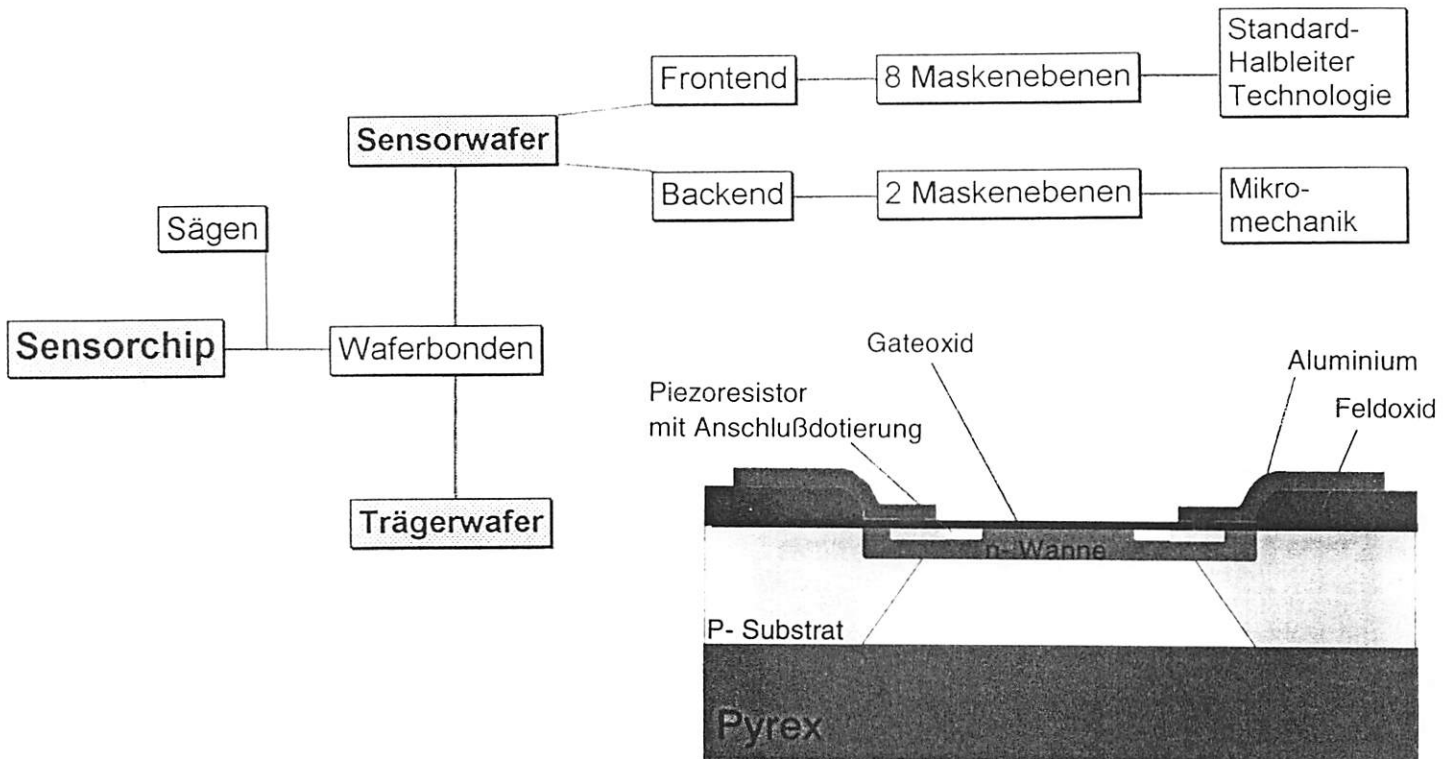 Frontend
8 Maskenebenen
Standard-
Halbleiter
Technologie
Sensorwafer
Backend
2 Maskenebenen
Mikro-
mechanik
Sägen
Sensorchip
Waferbonden
Trägerwafer
Gateoxid
Aluminium
Piezoresistor
mit Anschlußdotierung
Feldoxid
n- Wanne
P- Substrat
Pyrex